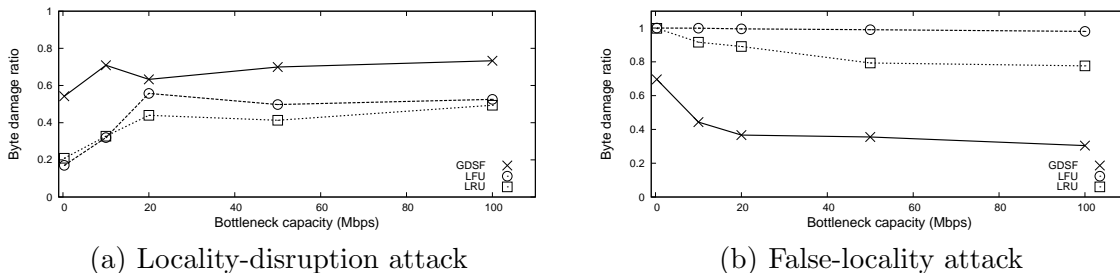 1
0.8
0.6
0.4
0.2
0
Byte damage ratio
0 20 40 60 80 100
Bottleneck capacity (Mbps)
GDSF
LFU
LRU
(a) Locality-disruption attack
1
0.8
0.6
0.4
0.2
0
Byte damage ratio
0 20 40 60 80 100
Bottleneck capacity (Mbps)
GDSF
LFU
LRU
(b) False-locality attack